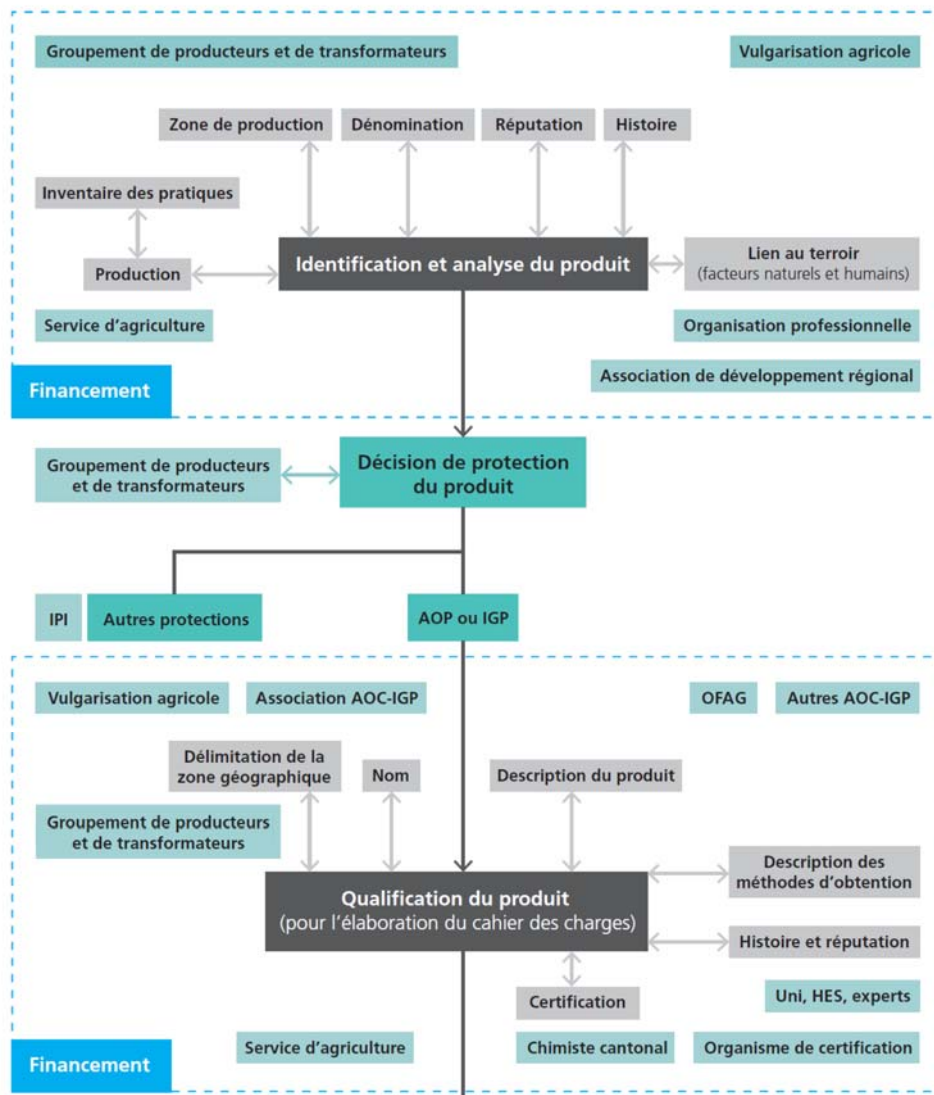 Groupement de producteurs et de transformateurs
Vulgarisation agricole
Zone de production
Dénomination
Réputation
Histoire
Inventaire des pratiques
Production
Identification et analyse du produit
Lien au terroir
(facteurs naturels et humains)
Service d'agriculture
Organisation professionnelle
Association de développement régional
Financement
Groupement de producteurs
et de transformateurs
Décision de protection
du produit
IPI
Autres protections
AOP ou IGP
Vulgarisation agricole
Association AOC-IGP
OFAG
Autres AOC-IGP
Délimitation de la
zone géographique
Nom
Description du produit
Groupement de producteurs
et de transformateurs
Qualification du produit
(pour l'élaboration du cahier des charges)
Description des
méthodes d'obtention
Histoire et réputation
Certification
Uni, HES, experts
Service d'agriculture
Chimiste cantonal
Organisme de certification
Financement